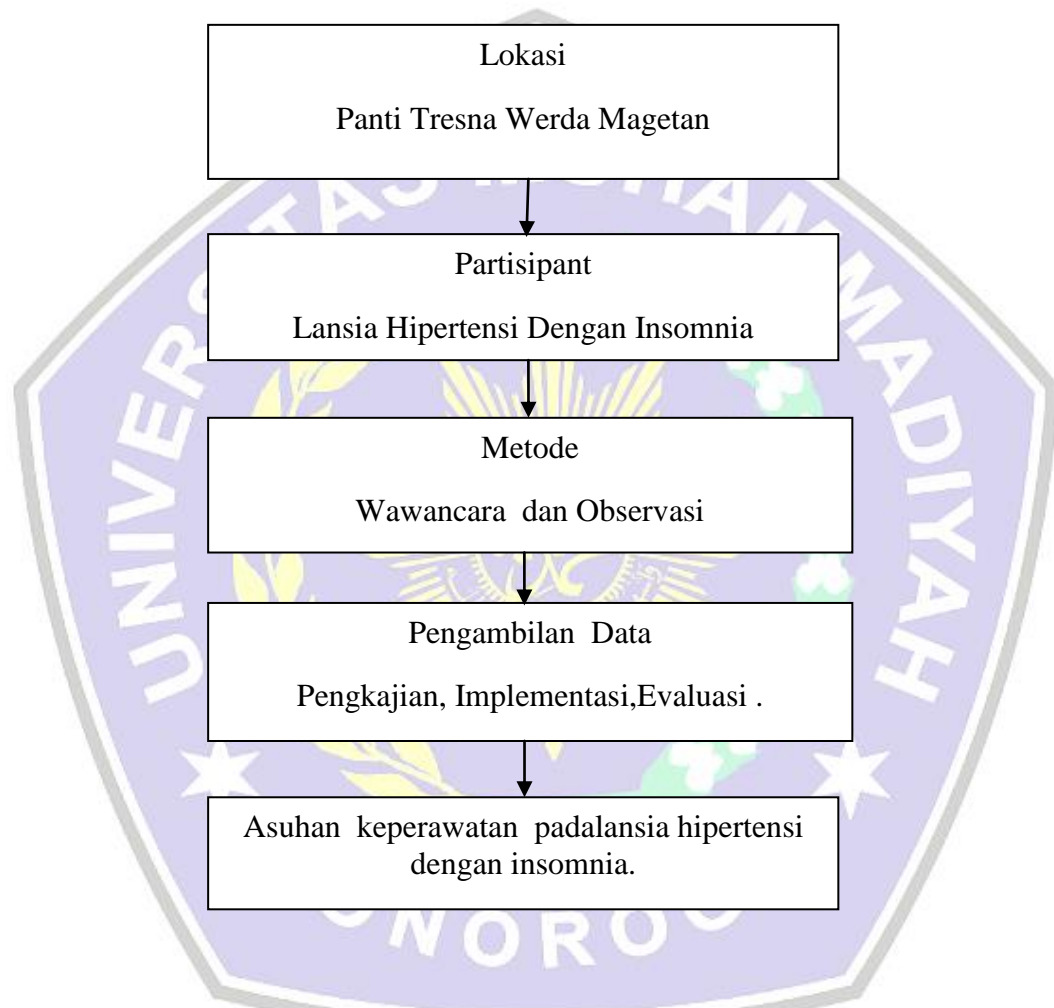 Lokasi
Panti Tresna Werda Magetan
Partisipant
Lansia Hipertensi Dengan Insomnia
Metode
Wawancara dan Observasi
Pengambilan Data
Pengkajian, Implementasi,Evaluasi .
Asuhan keperawatan padalansia hipertensi
dengan insomnia.